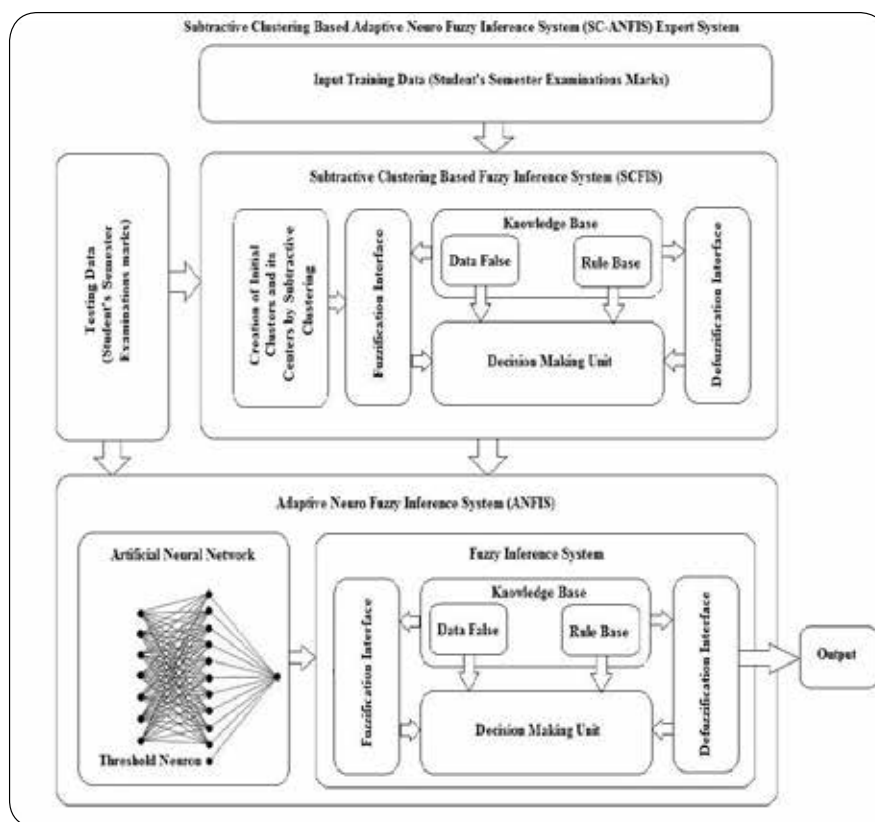 Subtractive Clustering Based Adaptive Neuro Fuzzy Inference System (SC-ANFIS) Expert System
Input Training Data (Student's Semester Examinations Marks)
Testing Data
(Student's Semester
Examinations marks)
Subtractive Clustering Based Fuzzy Inference System (SCFIS)
Creation of Initial
Clusters and its
Centers by Subtractive
Clustering
Fuzzification Interface
Knowledge Base
Data False
Rule Base
Decision Making Unit
Defuzzification Interface
Adaptive Neuro Fuzzy Inference System (ANFIS)
Artificial Neural Network
Threshold Neuron
Fuzzy Inference System
Fuzzification Interface
Knowledge Base
Data False
Rule Base
Decision Making Unit
Defuzzification Interface
Output